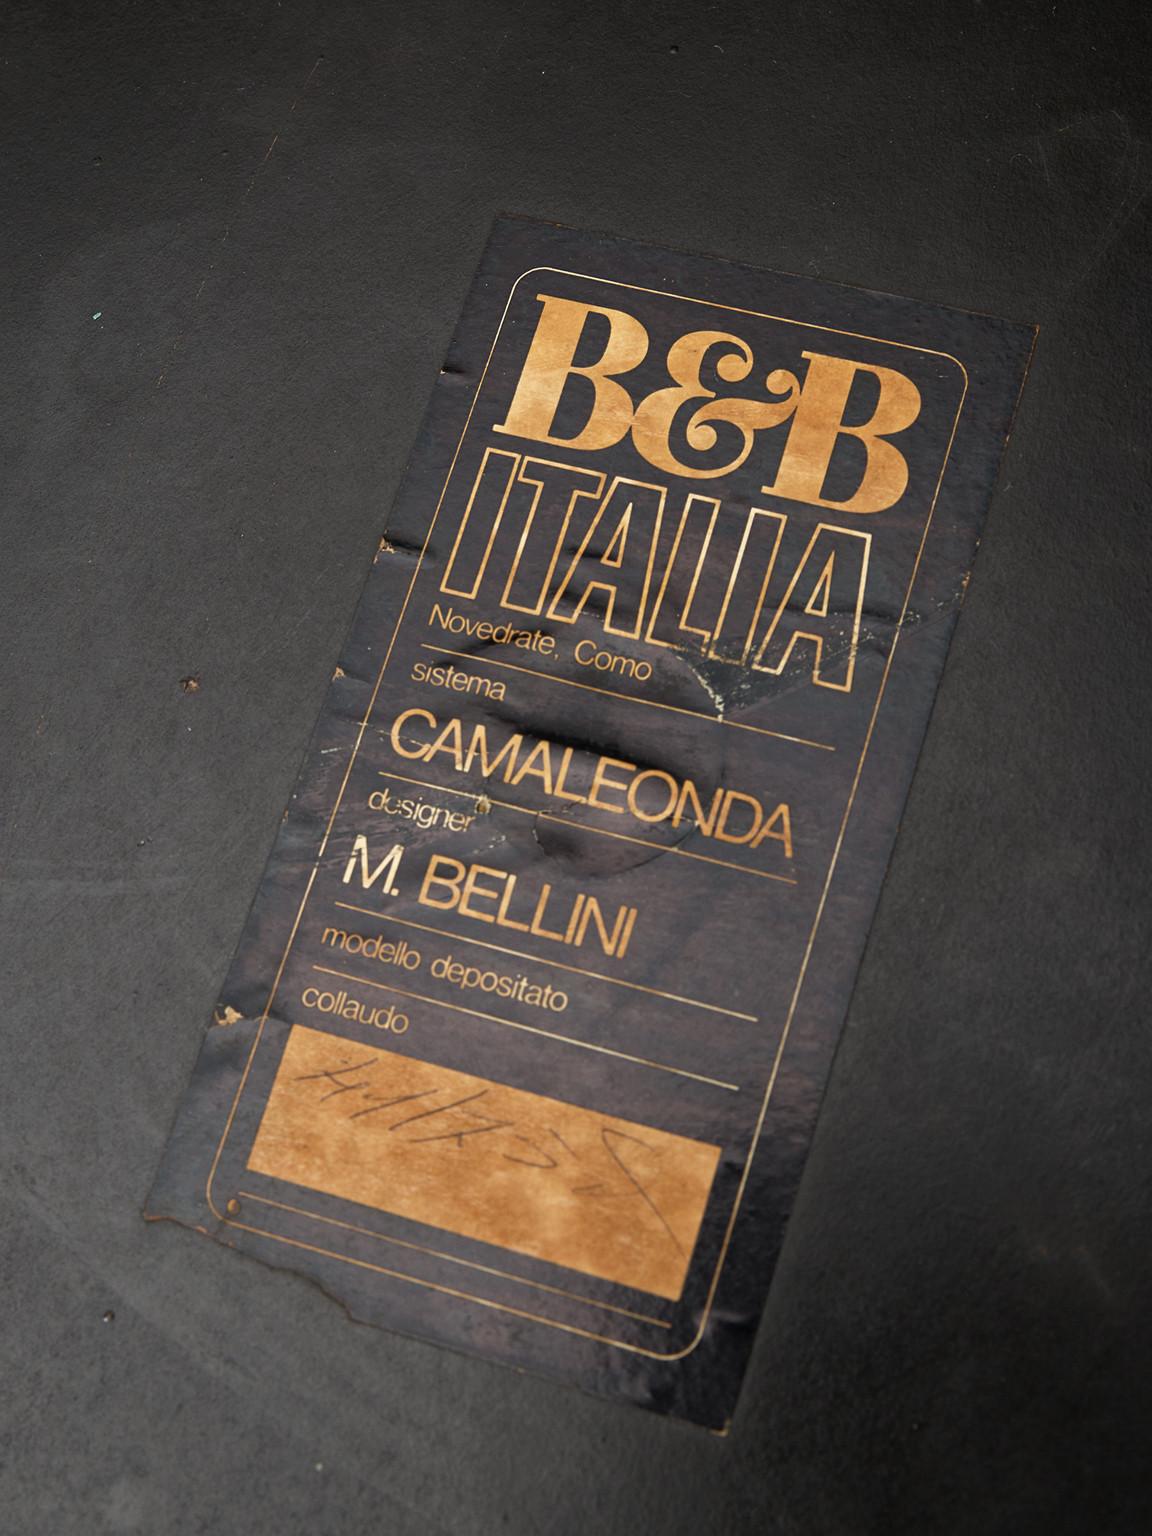 B&B
ITALIA
Novedrate, Como
sistema
CAMALEONDA
designer
M. BELLINI
modello depositato
collaudo